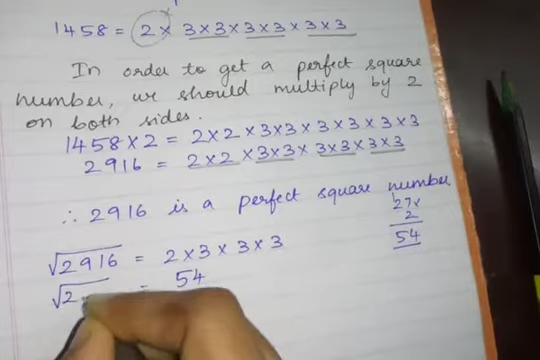 1458 = 2 × 3 × 3 × 3 × 3 × 3 × 3
In order to get a perfect square
number, we should multiply by 2
on both sides.
1458 × 2 = 2 × 2 × 3 × 3 × 3 × 3 × 3 × 3
2916 = 2 × 2 × 3 × 3 × 3 × 3 × 3 × 3
∴ 2916 is a perfect square number
27 ×
2
54
√2916 = 2 × 3 × 3 × 3
√2 = 54